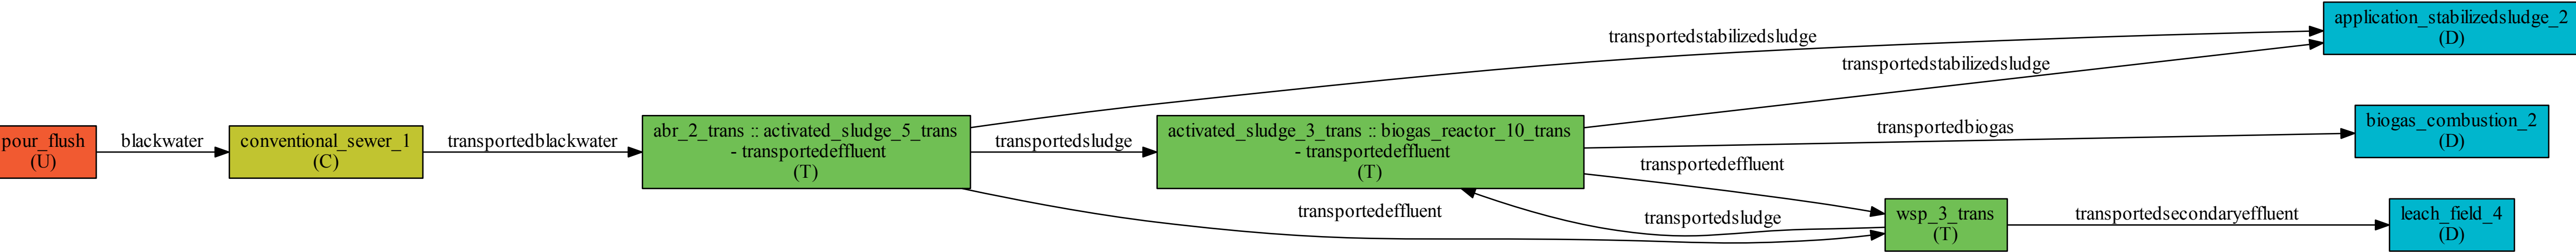 pour_flush
(U)
blackwater
conventional_sewer_1
(C)
transportedblackwater
abr_2_trans :: activated_sludge_5_trans
- transportedeffluent
(T)
transportedsludge
activated_sludge_3_trans :: biogas_reactor_10_trans
- transportedeffluent
(T)
transportedstabilizedsludge
transportedstabilizedsludge
application_stabilizedsludge_2
(D)
transportedbiogas
biogas_combustion_2
(D)
transportedeffluent
transportedeffluent
transportedsludge
wsp_3_trans
(T)
transportedsecondaryeffluent
leach_field_4
(D)